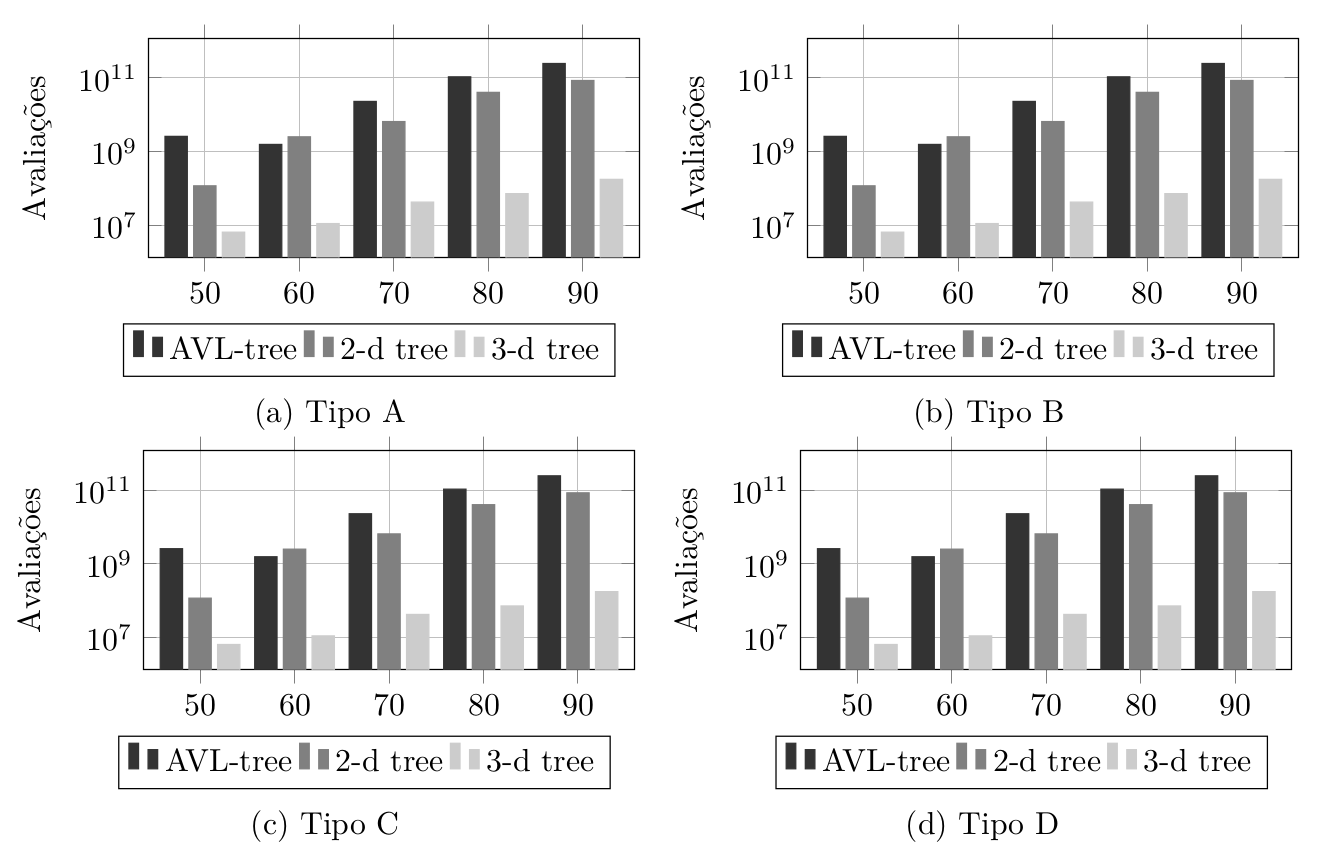 Avaliações
10^11
10^9
10^7
50 60 70 80 90
AVL-tree 2-d tree 3-d tree
(a) Tipo A
Avaliações
10^11
10^9
10^7
50 60 70 80 90
AVL-tree 2-d tree 3-d tree
(b) Tipo B
Avaliações
10^11
10^9
10^7
50 60 70 80 90
AVL-tree 2-d tree 3-d tree
(c) Tipo C
Avaliações
10^11
10^9
10^7
50 60 70 80 90
AVL-tree 2-d tree 3-d tree
(d) Tipo D